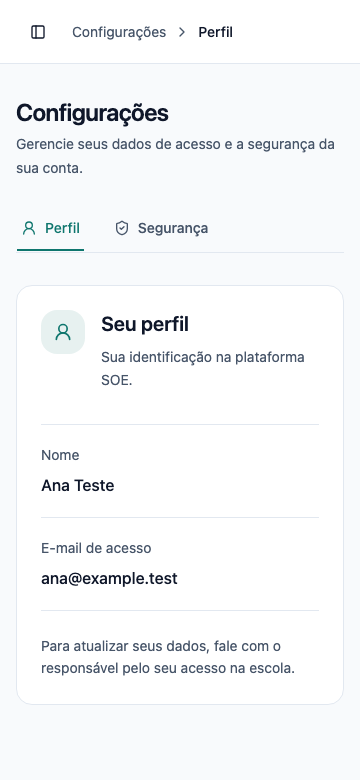 Configurações > Perfil
Configurações
Gerencie seus dados de acesso e a segurança da
sua conta.
Perfil
Segurança
Seu perfil
Sua identificação na plataforma
SOE.
Nome
Ana Teste
E-mail de acesso
ana@example.test
Para atualizar seus dados, fale com o
responsável pelo seu acesso na escola.